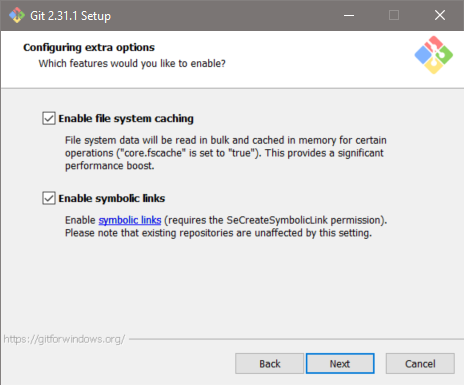 Git 2.31.1 Setup
Configuring extra options
Which features would you like to enable?
Enable file system caching
File system data will be read in bulk and cached in memory for certain
operations ("core.fscache" is set to "true"). This provides a significant
performance boost.
Enable symbolic links
Enable symbolic links (requires the SeCreateSymbolicLink permission).
Please note that existing repositories are unaffected by this setting.
https://gitforwindows.org/
Back Next Cancel